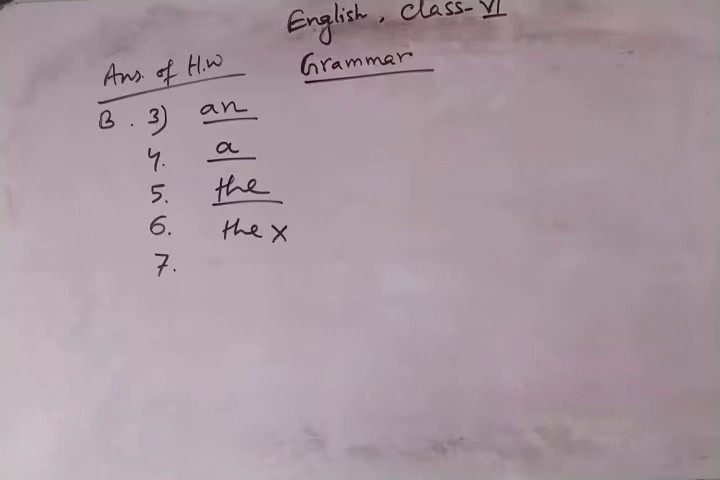 English, Class-VI
Ans. of H.W
Grammar
B. 3) an
4. a
5. the
6. the x
7.